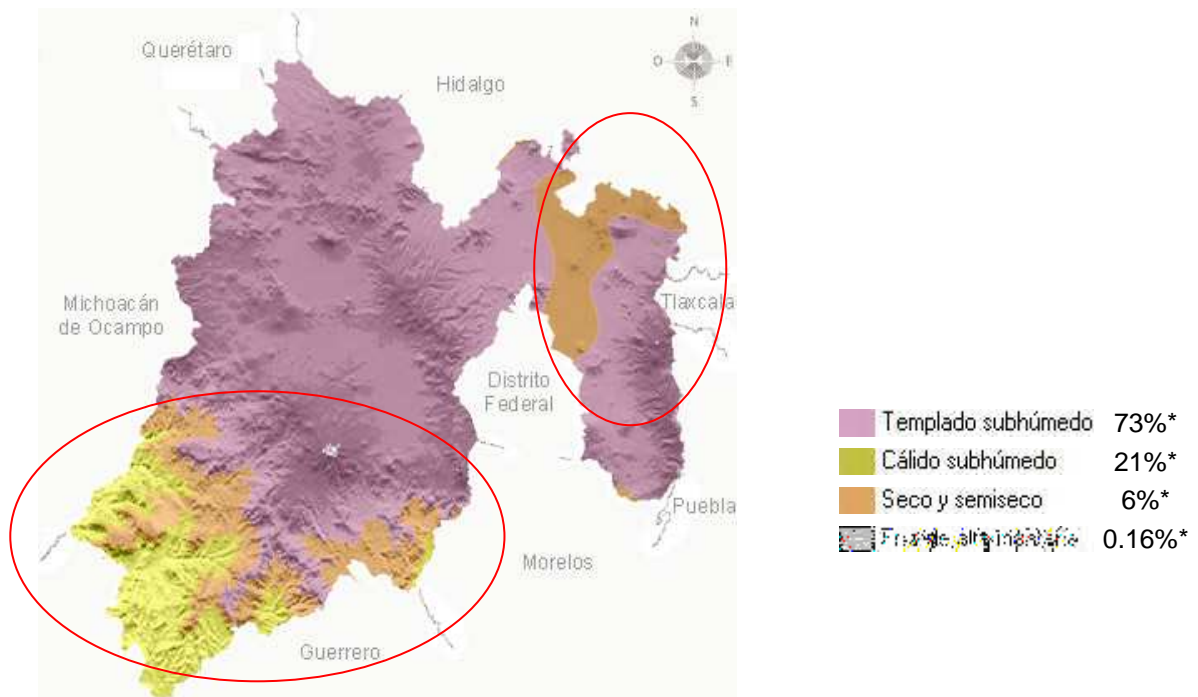 Querétaro
Hidalgo
N
O
E
S
Michoacán
de Ocampo
Tlaxcala
Distrito
Federal
Puebla
Morelos
Guerrero
Templado subhúmedo 73%*
Cálido subhúmedo 21%*
Seco y semiseco 6%*
0.16%*